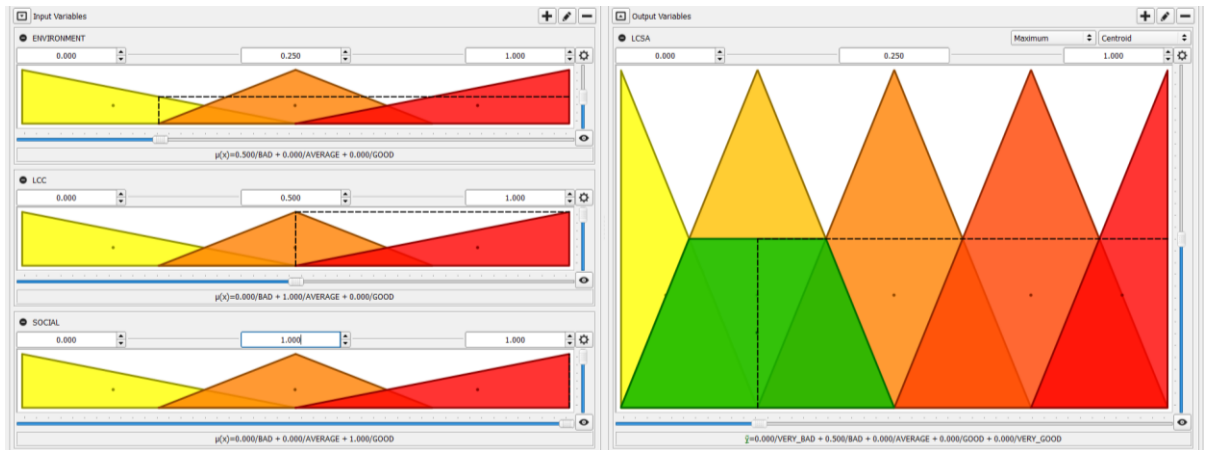 Input Variables
ENVIRONMENT
0.000 0.250 1.000
μ(x)=0.500/BAD + 0.000/AVERAGE + 0.000/GOOD
LCC
0.000 0.500 1.000
μ(x)=0.000/BAD + 1.000/AVERAGE + 0.000/GOOD
SOCIAL
0.000 1.000 1.000
μ(x)=0.000/BAD + 0.000/AVERAGE + 1.000/GOOD
Output Variables
LCSA Maximum Centroid
0.000 0.250 1.000
ỹ=0.000/VERY_BAD + 0.500/BAD + 0.000/AVERAGE + 0.000/GOOD + 0.000/VERY_GOOD